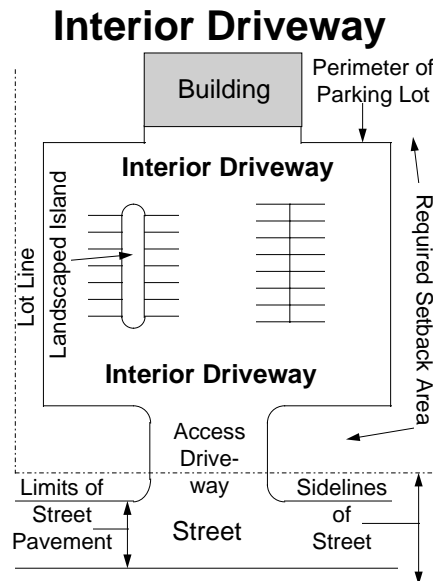 Interior Driveway
Building
Perimeter of
Parking Lot
Interior Driveway
Lot Line
Landscaped Island
Required Setback Area
Interior Driveway
Access
Drive-
way
Limits of
Street
Pavement
Street
Sidelines
of
Street